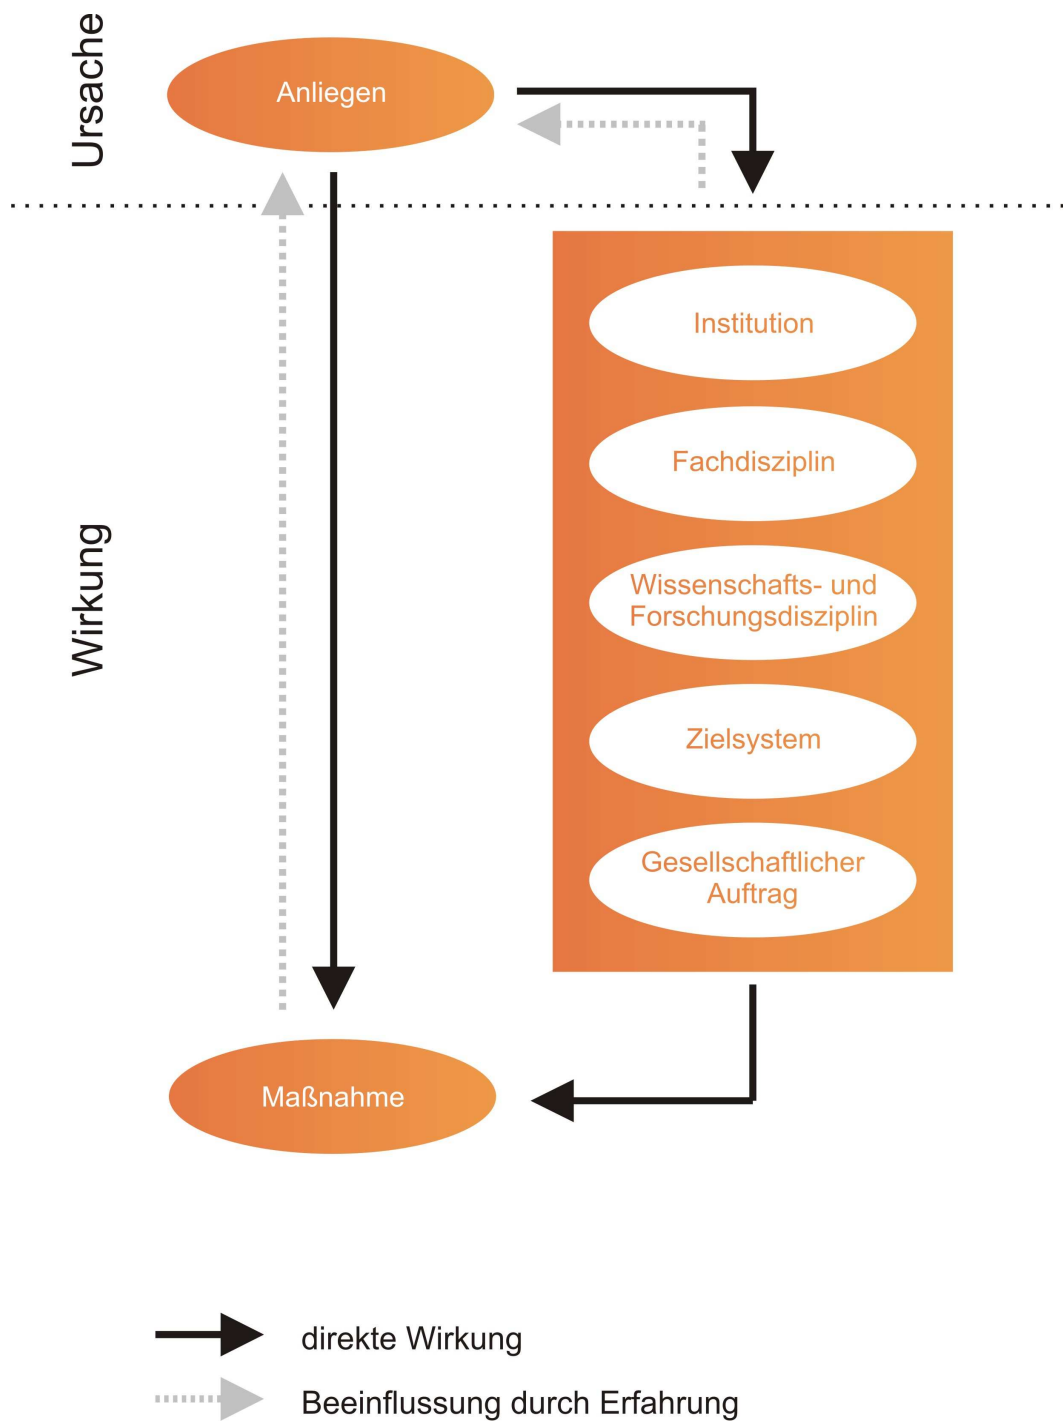 Ursache
Anliegen
Wirkung
Institution
Fachdisziplin
Wissenschafts- und
Forschungsdisziplin
Zielsystem
Gesellschaftlicher
Auftrag
Maßnahme
direkte Wirkung
Beeinflussung durch Erfahrung